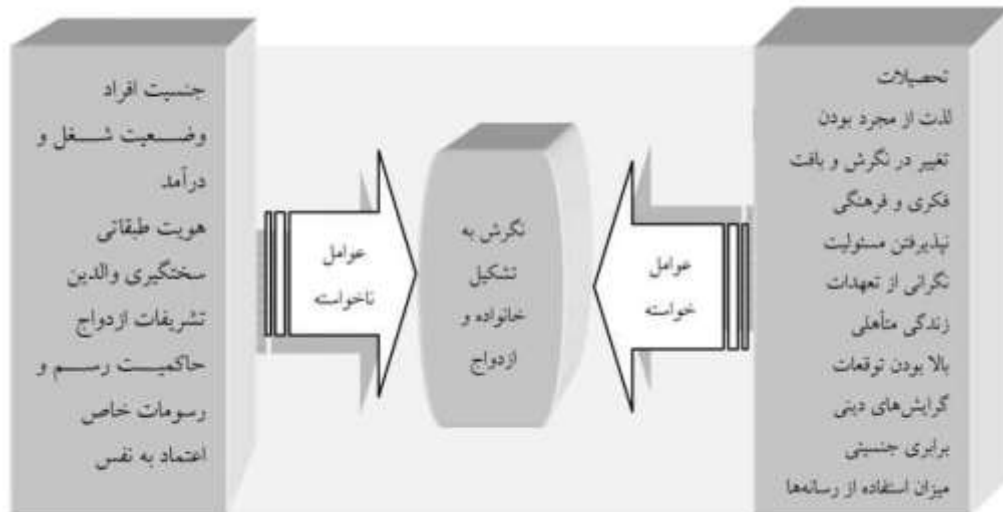 تحصیلات
لذت از مجرد بودن
تغییر در نگرش و بافت
فکری و فرهنگی
نپذیرفتن مسئولیت
نگرانی از تعهدات
زندگی متأهلی
بالا بودن توقعات
گرایش‌های دینی
برابری جنسیتی
میزان استفاده از رسانه‌ها
عوامل
خواسته
نگرش به
تشکیل
خانواده و
ازدواج
عوامل
ناخواسته
جنسیت افراد
وضعیت شغل و
درآمد
هویت طبقاتی
سختگیری والدین
تشریفات ازدواج
حاکمیت رسم و
رسومات خاص
اعتماد به نفس